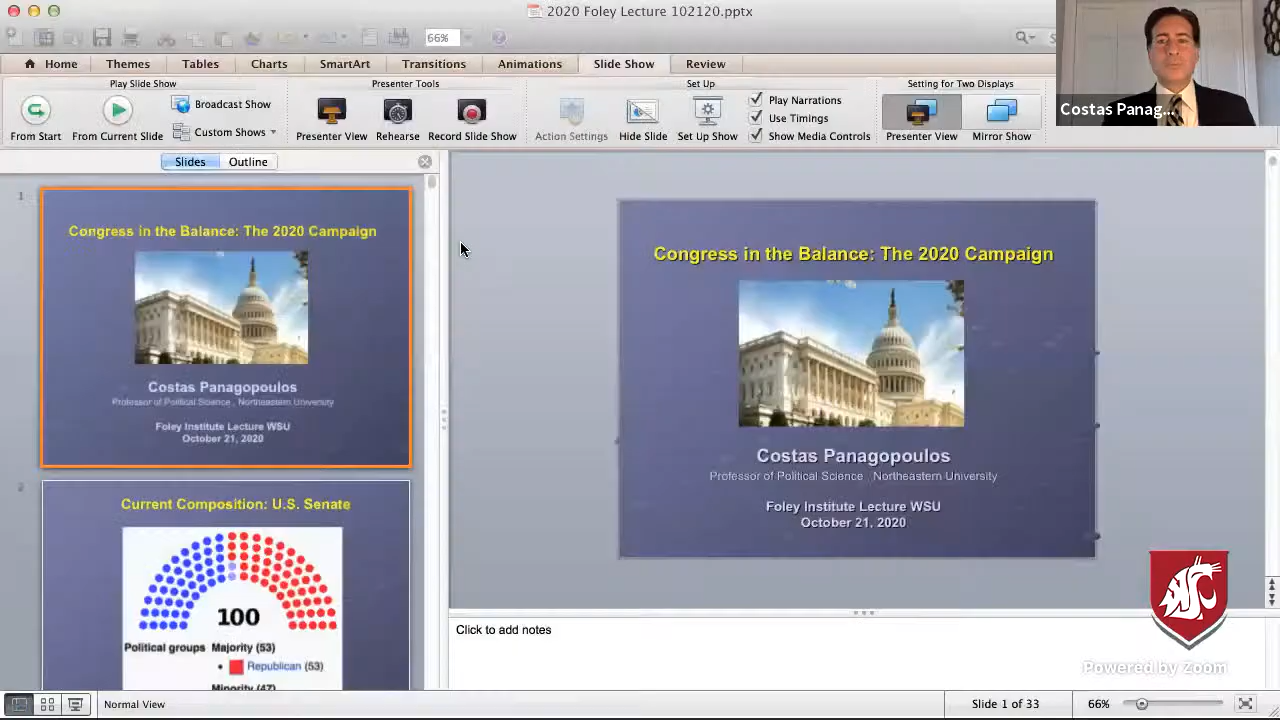 2020 Foley Lecture 102120.pptx
66%
Home Themes Tables Charts SmartArt Transitions Animations Slide Show Review
Play Slide Show Presenter Tools Set Up Setting for Two Displays
From Start
From Current Slide
Broadcast Show
Custom Shows
Presenter View
Rehearse
Record Slide Show
Action Settings
Hide Slide
Set Up Show
Play Narrations
Use Timings
Show Media Controls
Presenter View
Mirror Show
Costas Panag...
Slides Outline
1
Congress in the Balance: The 2020 Campaign
Costas Panagopoulos
Professor of Political Science , Northeastern University
Foley Institute Lecture WSU
October 21, 2020
2
Current Composition: U.S. Senate
100
Political groups Majority (53)
• Republican (53)
Minority (47)
Congress in the Balance: The 2020 Campaign
Costas Panagopoulos
Professor of Political Science , Northeastern University
Foley Institute Lecture WSU
October 21, 2020
Click to add notes
Powered by Zoom
Normal View
Slide 1 of 33
66%